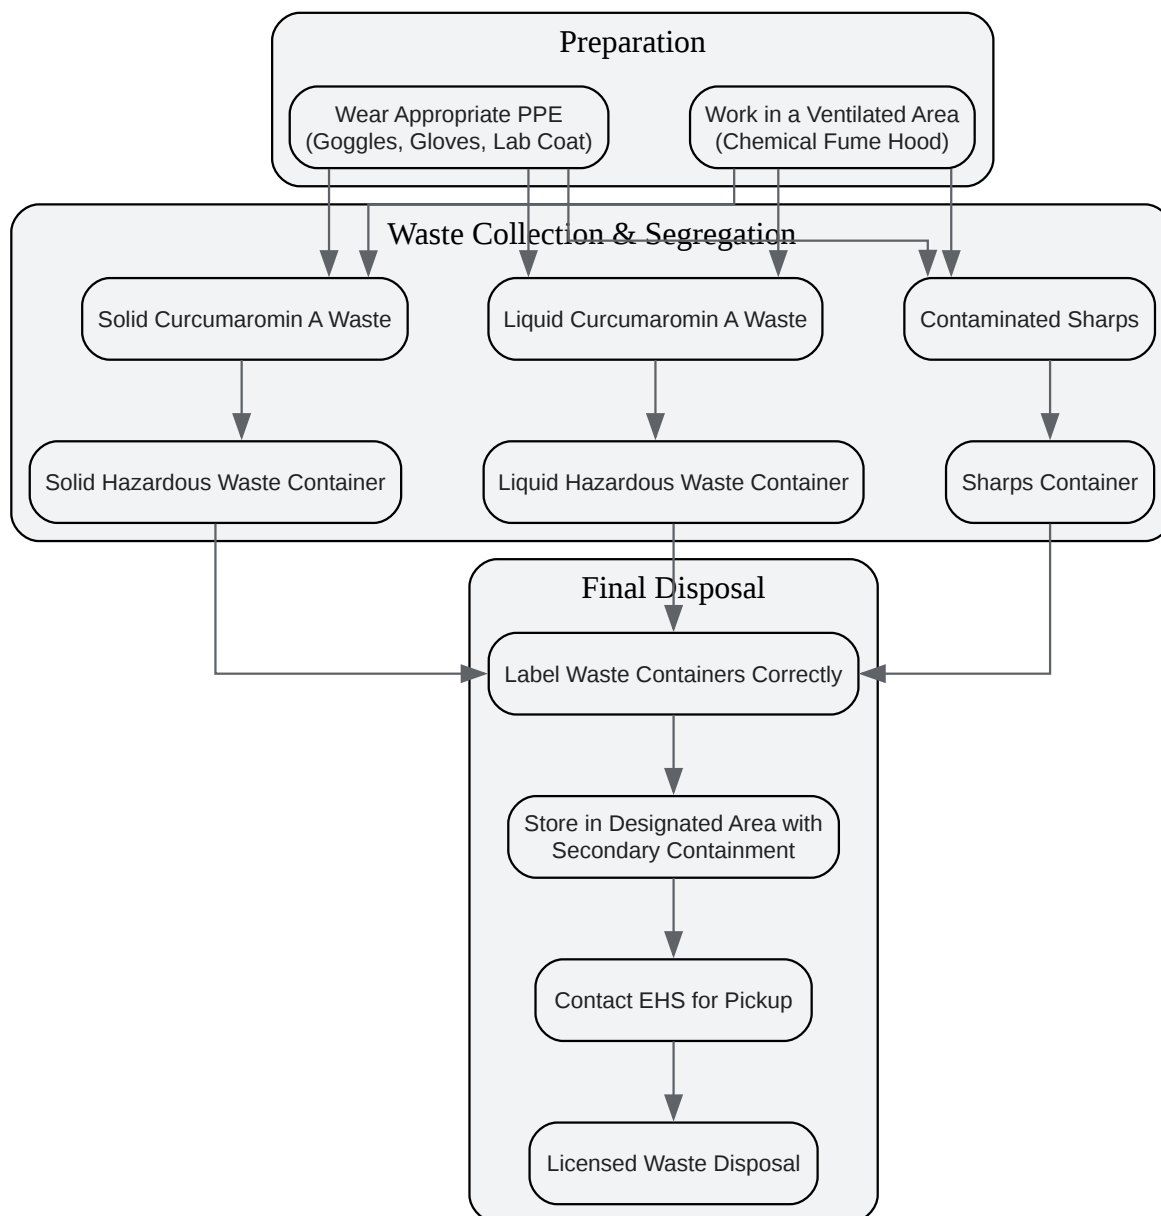 Preparation
Wear Appropriate PPE
(Goggles, Gloves, Lab Coat)
Work in a Ventilated Area
(Chemical Fume Hood)
Waste Collection & Segregation
Solid Curcumaromin A Waste
Liquid Curcumaromin A Waste
Contaminated Sharps
Solid Hazardous Waste Container
Liquid Hazardous Waste Container
Sharps Container
Final Disposal
Label Waste Containers Correctly
Store in Designated Area with
Secondary Containment
Contact EHS for Pickup
Licensed Waste Disposal